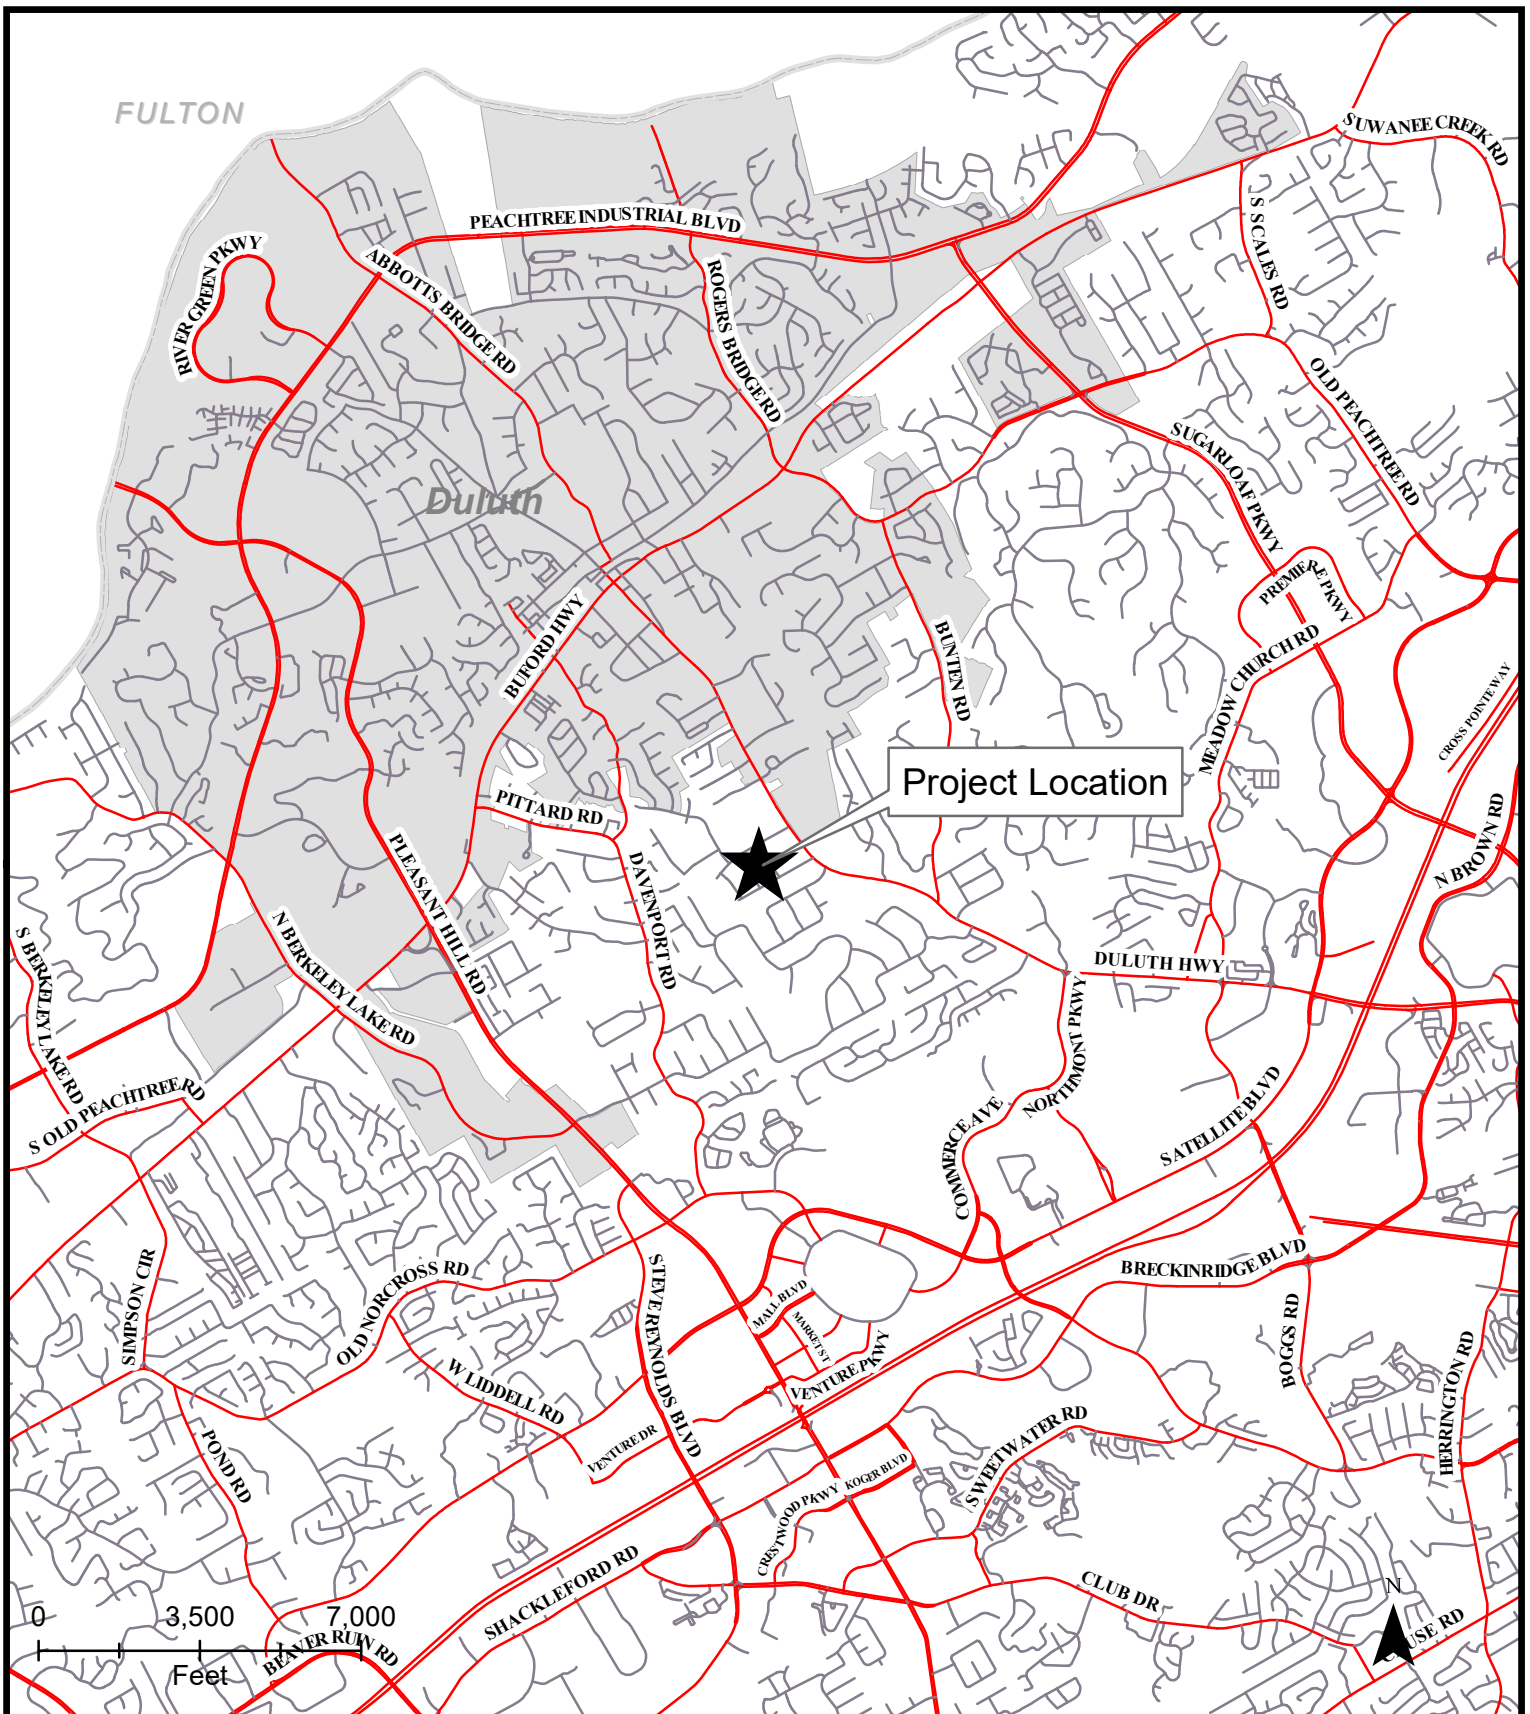 FULTON
SUWANEE CREEK RD
PEACHTREE INDUSTRIAL BLVD
RIVER GREEN PKWY
ABBOTTS BRIDGE RD
ROGERS BRIDGE RD
J S SCALES RD
OLD PEACHTREE RD
SUGARLOAF PKWY
Duluth
PREMIERE PKWY
BUFORD HWY
BUNTEN RD
MEADOW CHURCH RD
CROSS POINTE WAY
Project Location
PITTARD RD
PLEASANT HILL RD
DAVENPORT RD
N BROWN RD
S BERKELEY LAKE RD
N BERKELEY LAKE RD
DULUTH HWY
NORTHMONT PKWY
S OLD PEACHTREE RD
COMMERCE AVE
SATELLITE BLVD
SIMPSON CIR
OLD NORCROSS RD
STEVE REYNOLDS BLVD
BRECKINRIDGE BLVD
MALL BLVD
MARKET ST
BOGGS RD
HERRINGTON RD
VENTURE PKWY
W LIDDELL RD
VENTURE DR
POND RD
SWEETWATER RD
KOGER BLVD
CRESTWOOD PKWY
SHACKLEFORD RD
CLUB DR
N
0 3,500 7,000
Feet
BEAVER RUIN RD
USE RD